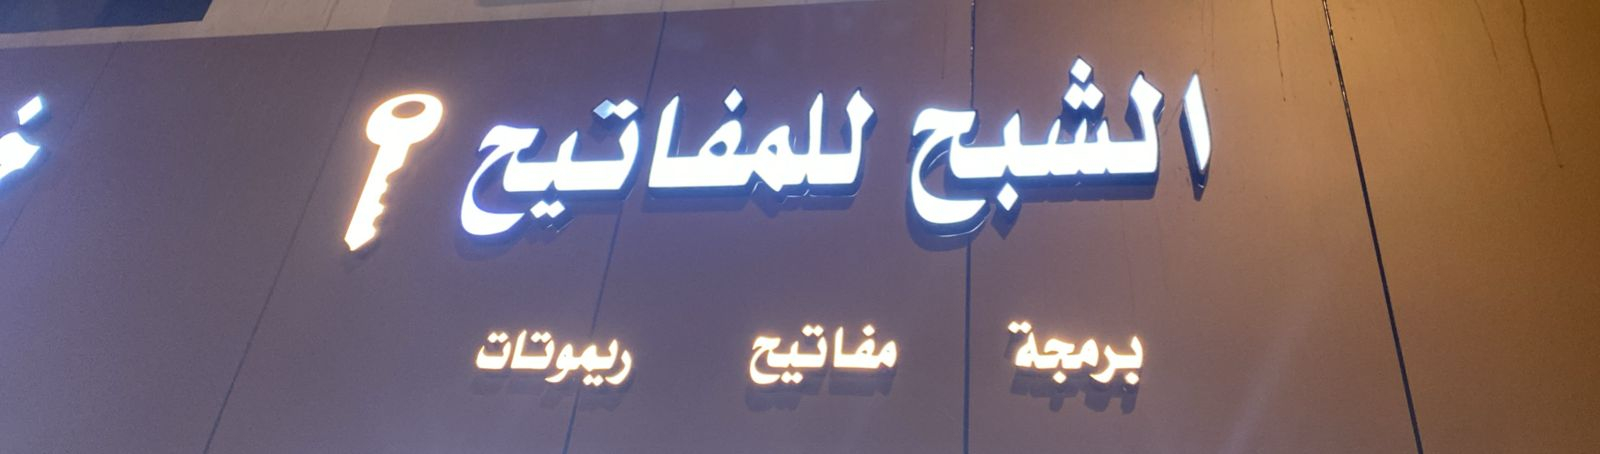 الشبح للمفاتيح
برمجة مفاتيح ريموتات